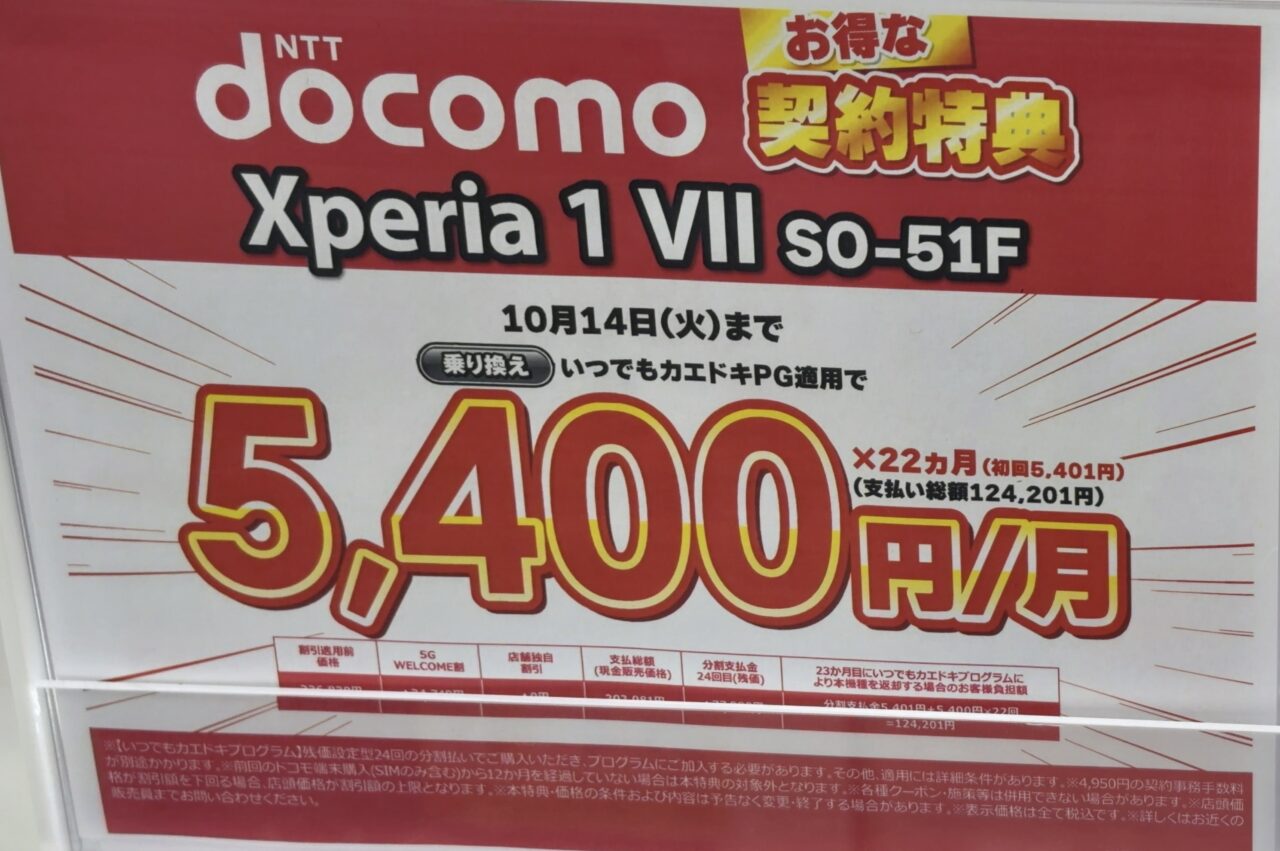 お得な
NTT
docomo
契約特典
Xperia 1 VII SO-51F
10月14日(火)まで
乗り換え いつでもカエドキPG適用で
5,400円/月
×22ヵ月(初回5,401円)
(支払い総額124,201円)
割引適用前価格
5G WELCOME割
店舗独自割引
支払総額(現金販売価格)
分割支払金24回目(残価)
23か月目にいつでもカエドキプログラムにより本機種を返却する場合のお客様負担額
分割支払金5,401円+5,400円×22回
=124,201円
※【いつでもカエドキプログラム】残価設定型24回の分割払いでご購入いただき、プログラムにご加入する必要があります。その他、適用には詳細条件があります。※4,950円の契約事務手数料
が別途かかります。※前回のドコモ端末購入(SIMのみ含む)から12か月を経過していない場合は本特典の対象外となります。※各種クーポン・施策等は併用できない場合があります。※店頭価
格が割引額を下回る場合、店頭価格が割引額の上限となります。※本特典・価格の条件および内容は予告なく変更・終了する場合があります。※表示価格は全て税込です。※詳しくはお近くの
販売員までお問い合わせください。